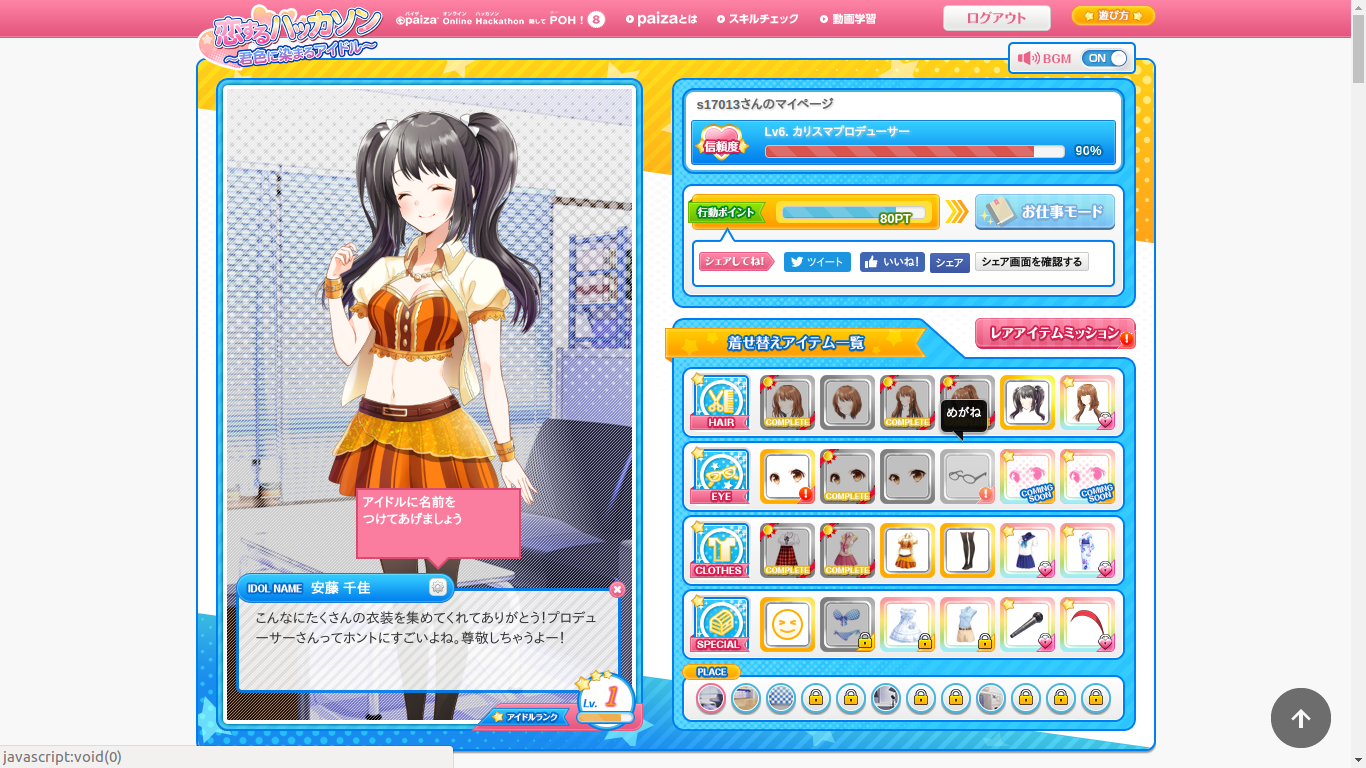 恋するハッカソン
～君色に染まるアイドル～
paiza オンライン ハッカソン
Online Hackathon 略して POH! 8
paizaとは
スキルチェック
動画学習
ログアウト
遊び方
BGM
ON
s17013さんのマイページ
信頼度
Lv6. カリスマプロデューサー
90%
行動ポイント
80PT
お仕事モード
シェアしてね!
ツイート
いいね!
シェア
シェア画面を確認する
着せ替えアイテム一覧
レアアイテムミッション
HAIR
COMPLETE
COMPLETE
めがね
EYE
COMPLETE
COMING SOON
COMING SOON
CLOTHES
COMPLETE
COMPLETE
SPECIAL
PLACE
アイドルに名前を
つけてあげましょう
IDOL NAME 安藤 千佳
こんなにたくさんの衣装を集めてくれてありがとう!プロデュ
ーサーさんってホントにすごいよね。尊敬しちゃうよー!
Lv. 1
アイドルランク
javascript:void(0)